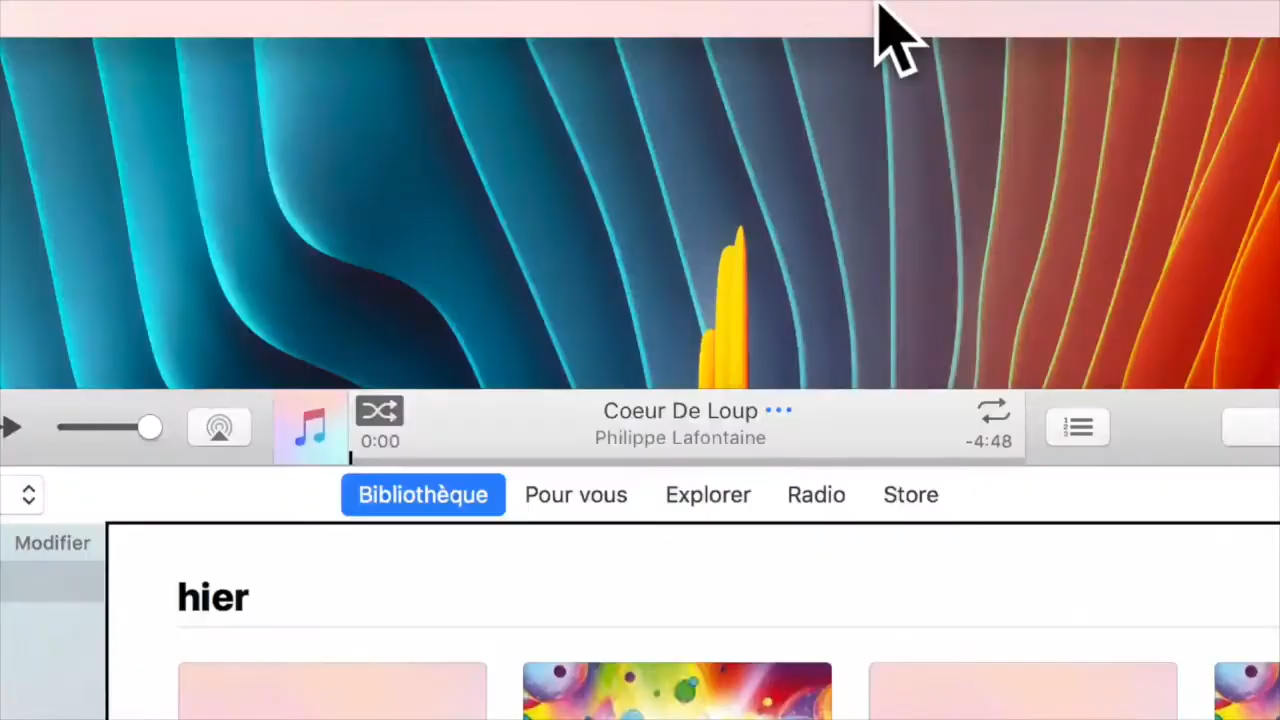 Coeur De Loup
Philippe Lafontaine
0:00
-4:48
Bibliothèque
Pour vous
Explorer
Radio
Store
Modifier
hier